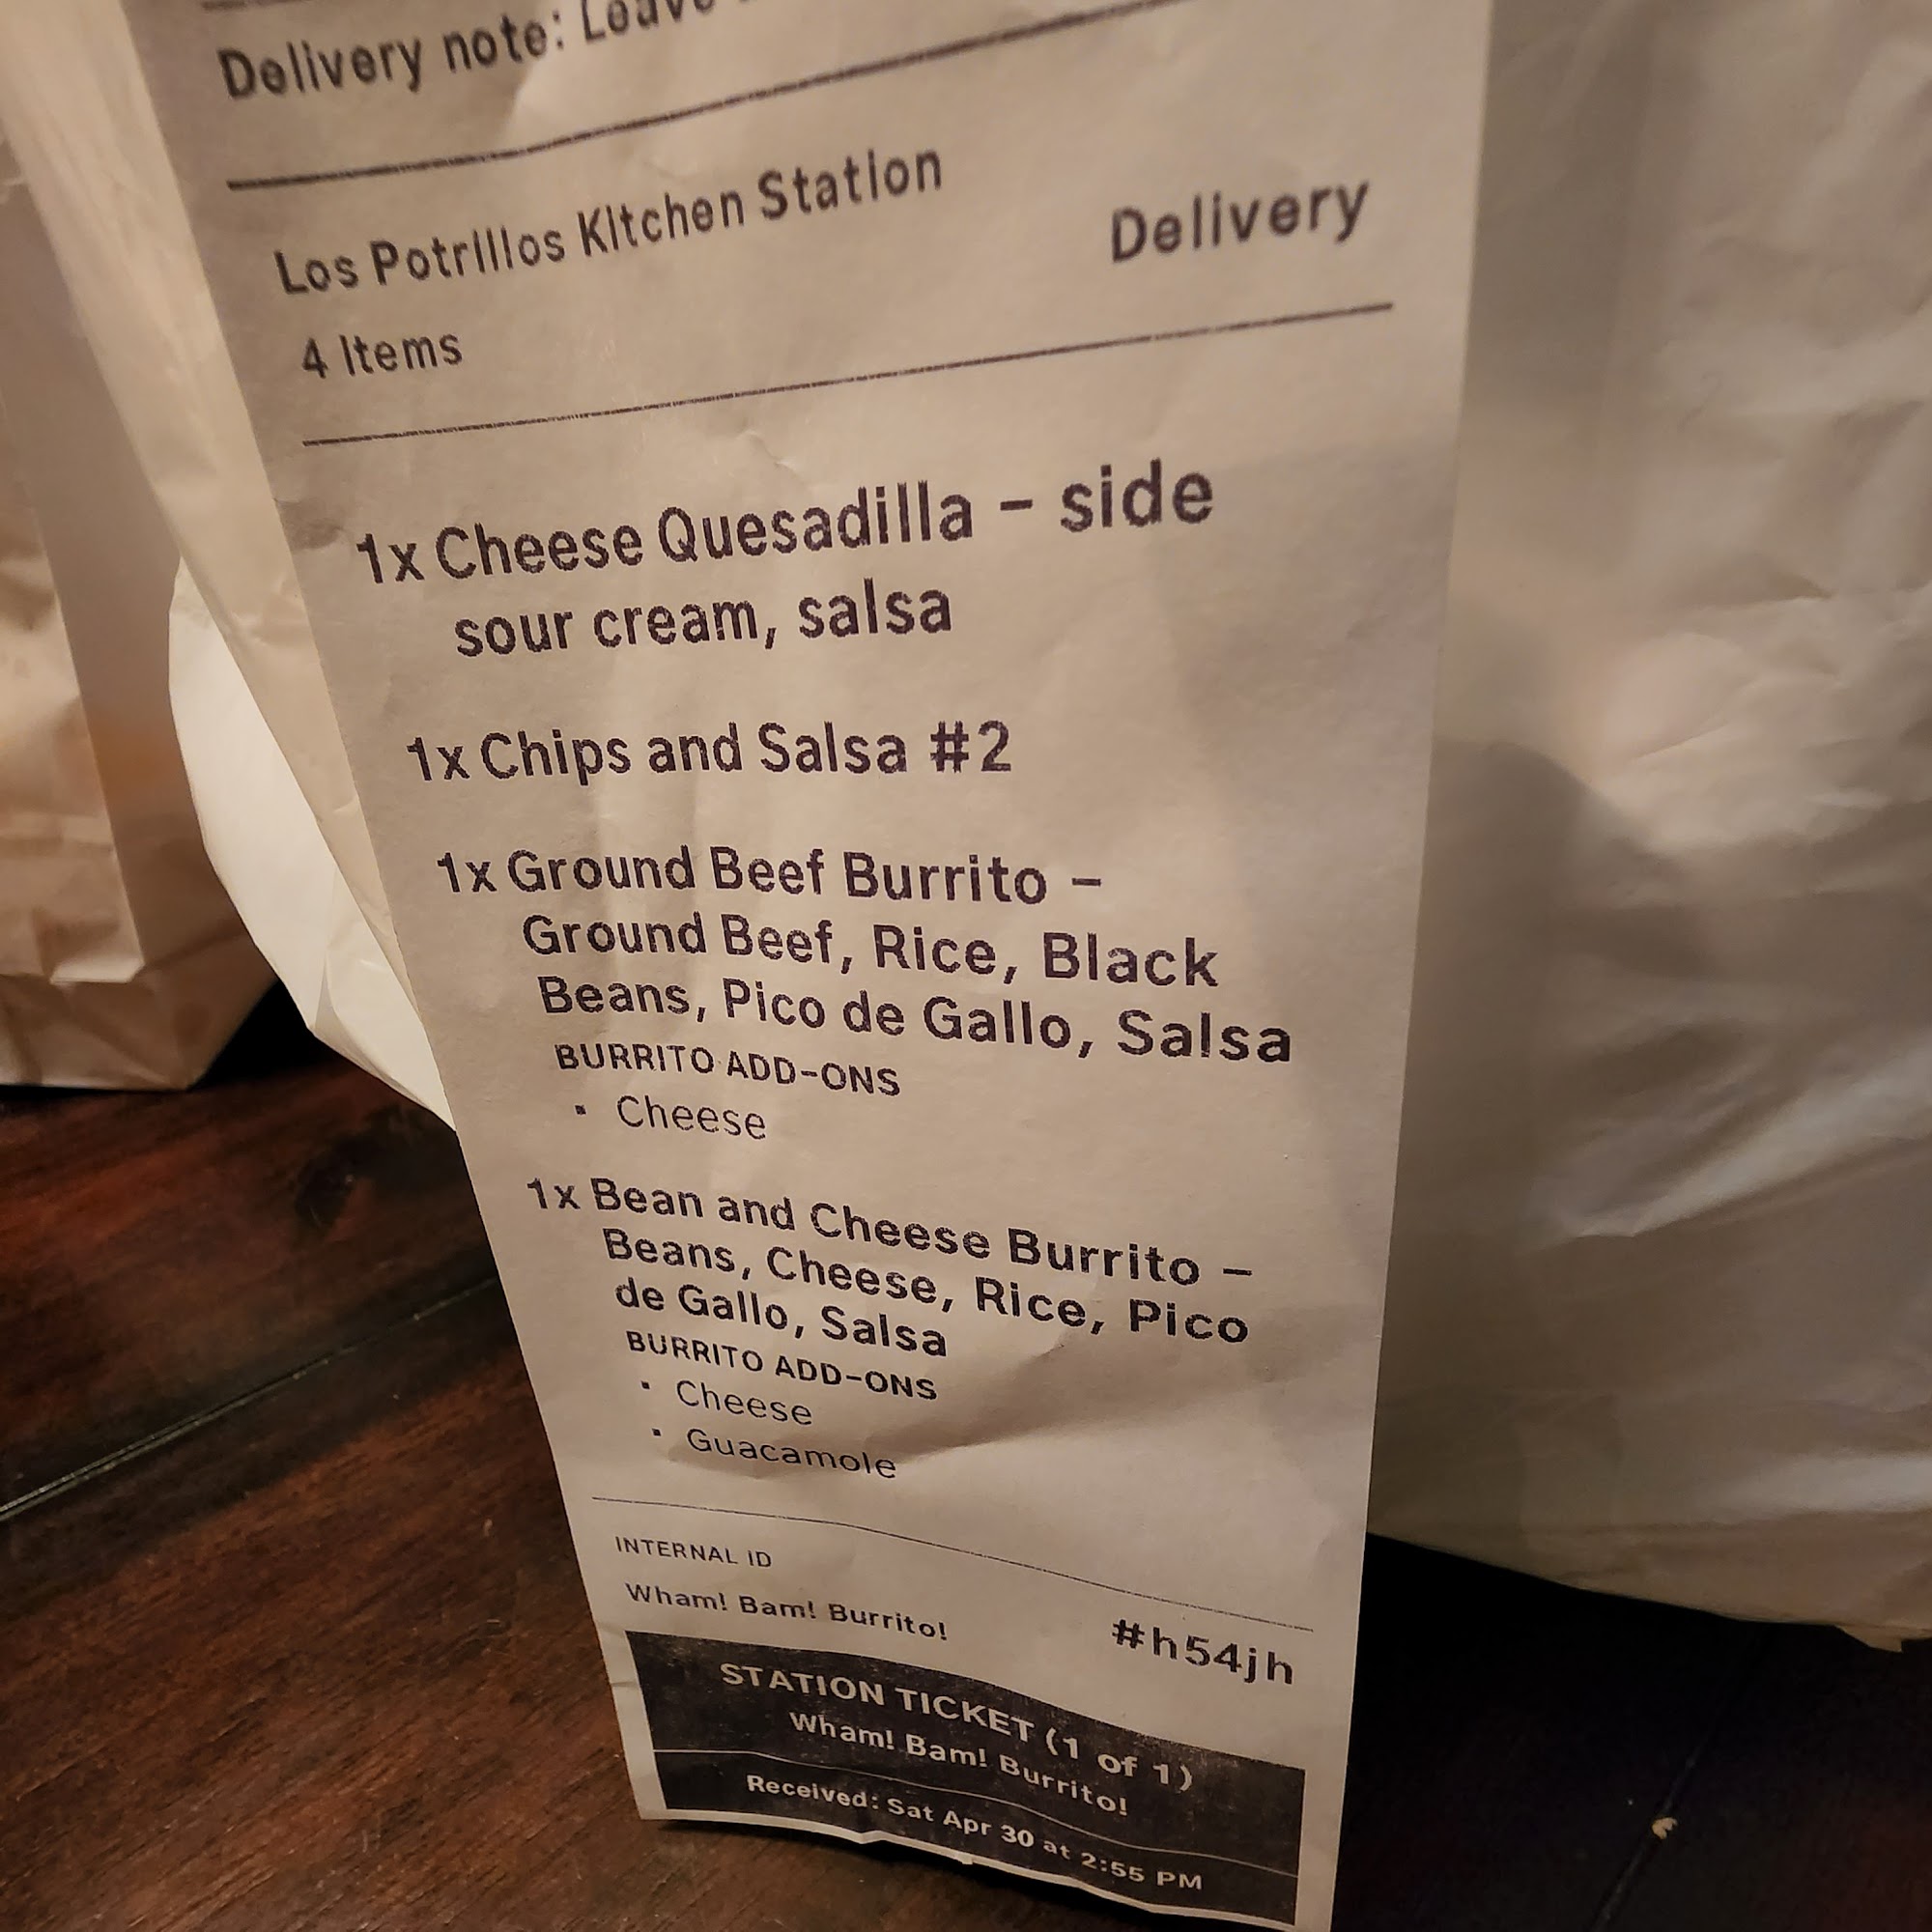 Delivery note: Leave
Los Potrillos Kitchen Station
Delivery
4 Items
1x Cheese Quesadilla - side
sour cream, salsa
1x Chips and Salsa #2
1x Ground Beef Burrito -
Ground Beef, Rice, Black
Beans, Pico de Gallo, Salsa
BURRITO ADD-ONS
▪ Cheese
1x Bean and Cheese Burrito -
Beans, Cheese, Rice, Pico
de Gallo, Salsa
BURRITO ADD-ONS
▪ Cheese
▪ Guacamole
INTERNAL ID
Wham! Bam! Burrito!
#h54jh
STATION TICKET (1 of 1)
Wham! Bam! Burrito!
Received: Sat Apr 30 at 2:55 PM